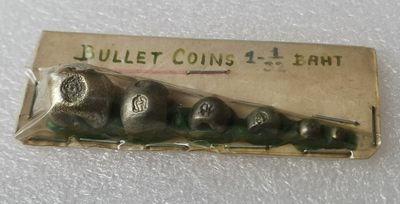 BULLET COINS 1-1/32 BAHT